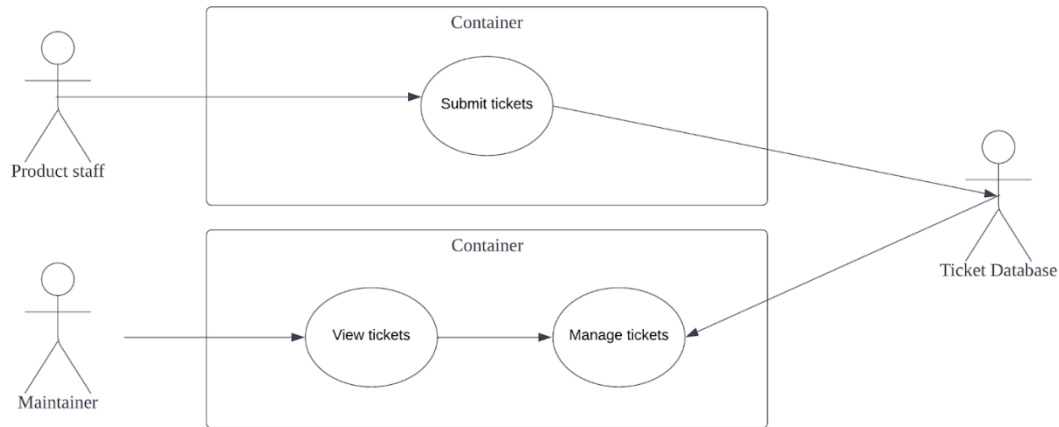 Container
Submit tickets
Product staff
Ticket Database
Container
View tickets
Manage tickets
Maintainer